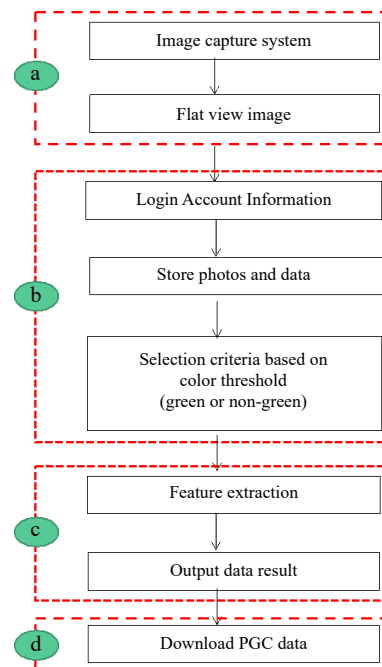 a
Image capture system
Flat view image
b
Login Account Information
Store photos and data
Selection criteria based on
color threshold
(green or non-green)
c
Feature extraction
Output data result
d
Download PGC data